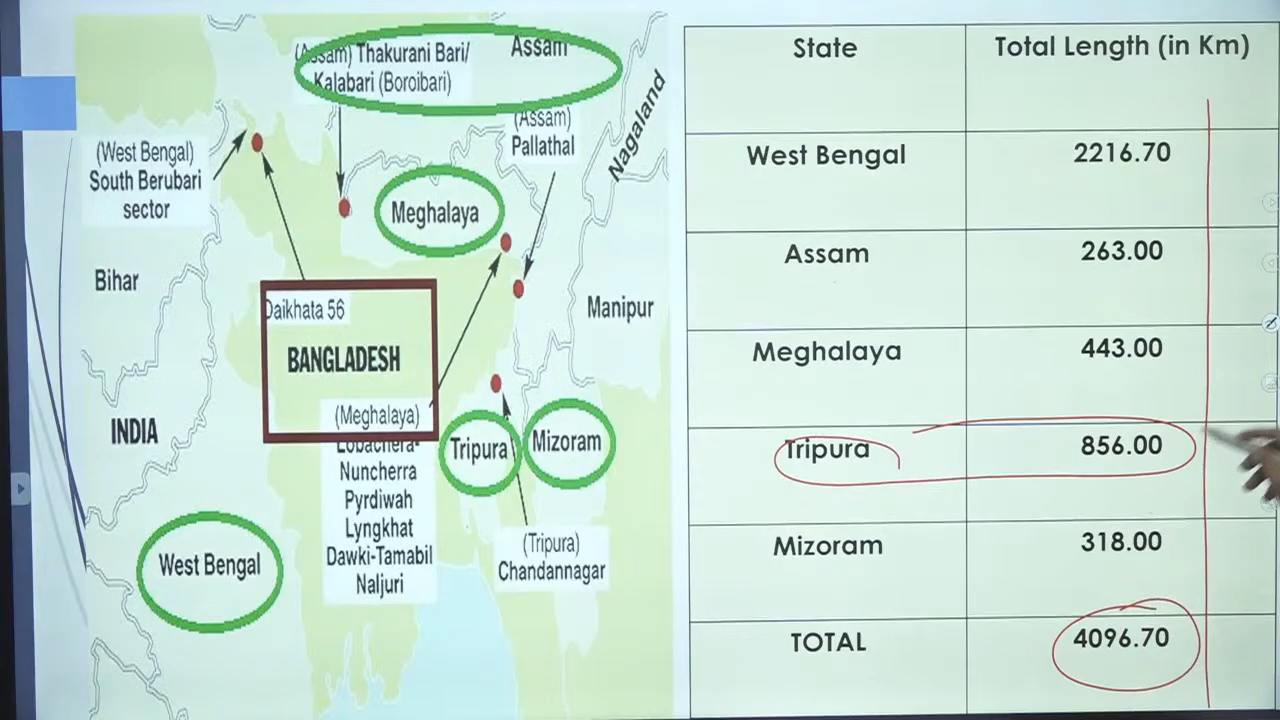 (Assam) Thakurani Bari/
Kalabari (Boroibari)
Assam
(Assam)
Pallathal
Nagaland
(West Bengal)
South Berubari
sector
Meghalaya
Bihar
Manipur
Daikhata 56
BANGLADESH
(Meghalaya)
Lobachera-
Nuncherra
Pyrdiwah
Lyngkhat
Dawki-Tamabil
Naljuri
INDIA
Tripura
Mizoram
West Bengal
(Tripura)
Chandannagar
State Total Length (in Km)
West Bengal 2216.70
Assam 263.00
Meghalaya 443.00
Tripura 856.00
Mizoram 318.00
TOTAL 4096.70